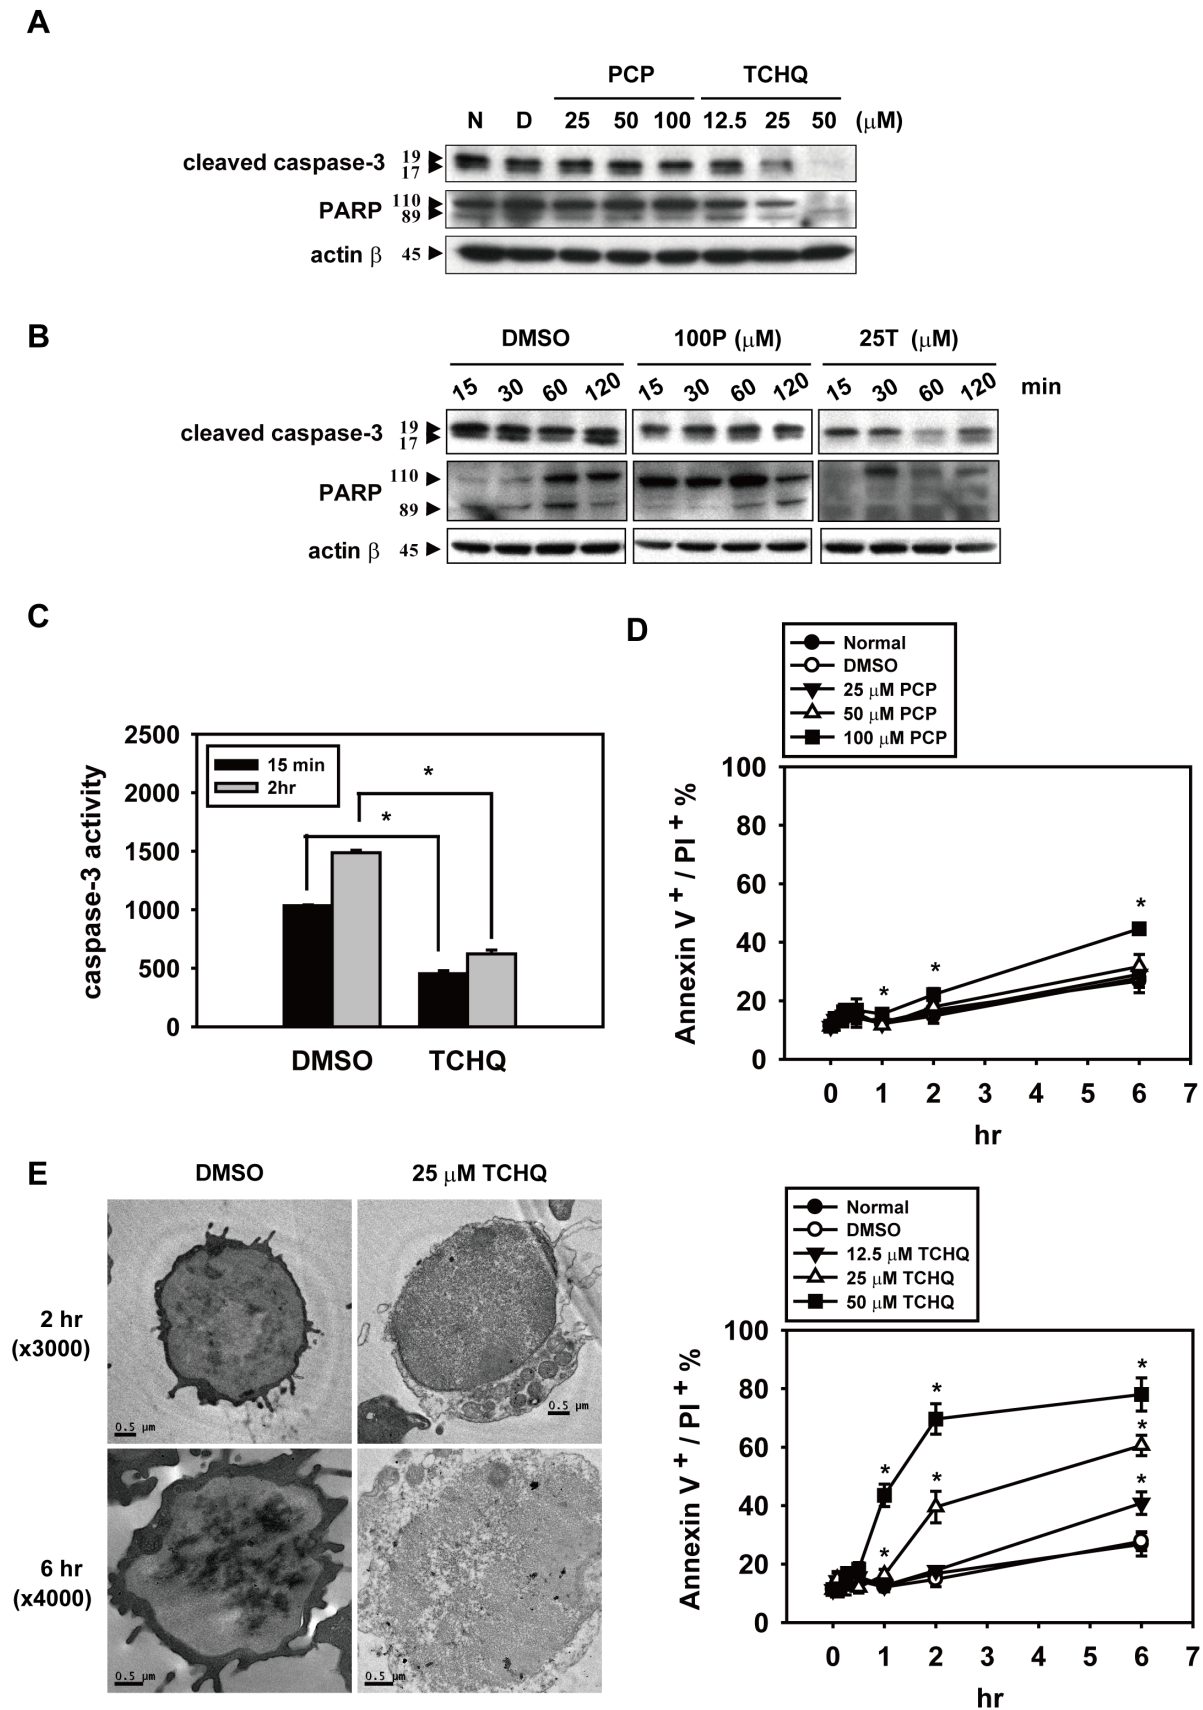 A
PCP TCHQ
N D 25 50 100 12.5 25 50 (μM)
cleaved caspase-3 19 17
PARP 110 89
actin β 45
B
DMSO 100P (μM) 25T (μM)
15 30 60 120 15 30 60 120 15 30 60 120 min
cleaved caspase-3 19 17
PARP 110 89
actin β 45
C
2500
2000
1500
1000
500
0
caspase-3 activity
15 min
2hr
*
*
DMSO TCHQ
D
Normal
DMSO
25 μM PCP
50 μM PCP
100 μM PCP
100
80
60
40
20
0
Annexin V + / PI + %
* * *
0 1 2 3 4 5 6 7
hr
E
DMSO 25 μM TCHQ
2 hr
(x3000)
0.5 μm
0.5 μm
6 hr
(x4000)
0.5 μm
0.5 μm
Normal
DMSO
12.5 μM TCHQ
25 μM TCHQ
50 μM TCHQ
100
80
60
40
20
0
Annexin V + / PI + %
*
*
*
*
*
*
*
0 1 2 3 4 5 6 7
hr